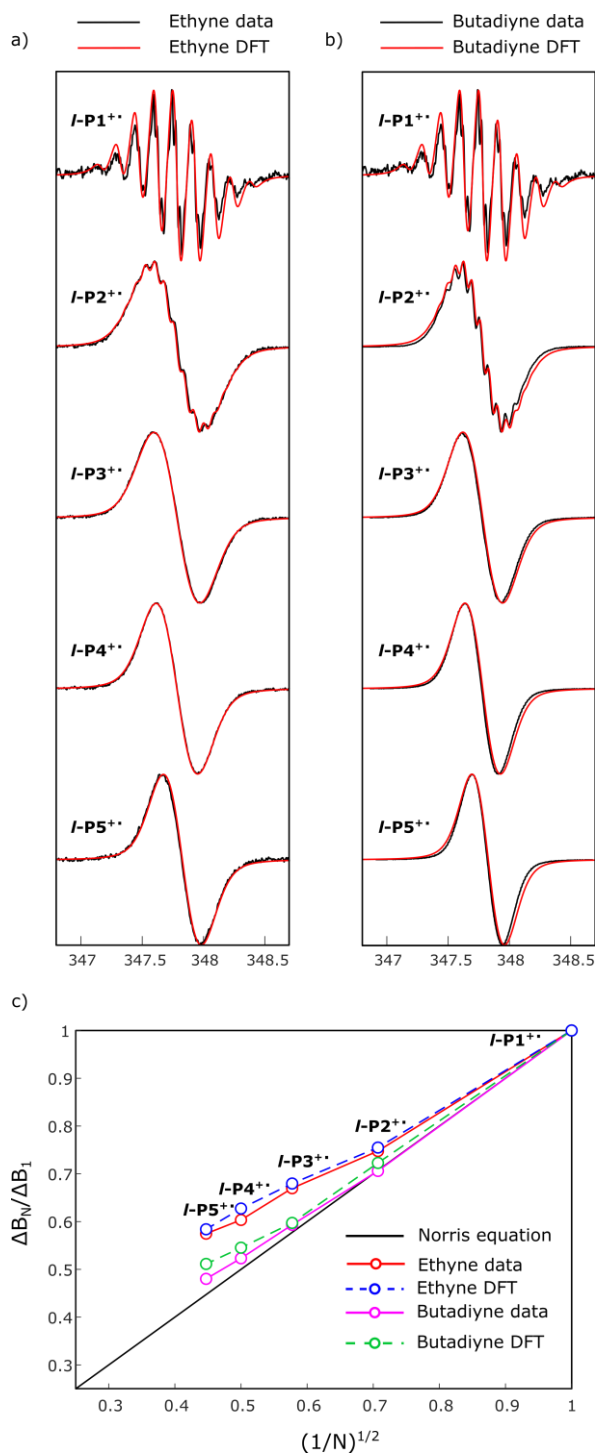 a)
Ethyne data
Ethyne DFT
l-P1+·
l-P2+·
l-P3+·
l-P4+·
l-P5+·
347 347.5 348 348.5
b)
Butadiyne data
Butadiyne DFT
l-P1+·
l-P2+·
l-P3+·
l-P4+·
l-P5+·
347 347.5 348 348.5
c)
1
0.9
0.8
0.7
0.6
0.5
0.4
0.3
ΔB_N/ΔB_1
l-P1+·
l-P2+·
l-P3+·
l-P4+·
l-P5+·
Norris equation
Ethyne data
Ethyne DFT
Butadiyne data
Butadiyne DFT
0.3 0.4 0.5 0.6 0.7 0.8 0.9 1
(1/N)^1/2